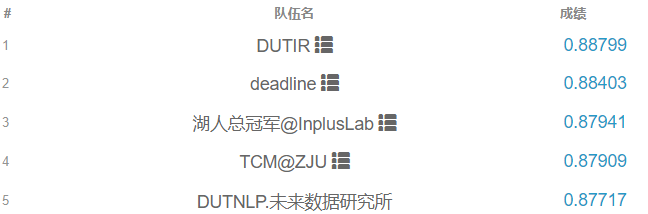 # 队伍名 成绩
1 DUTIR 0.88799
2 deadline 0.88403
3 湖人总冠军@InplusLab 0.87941
4 TCM@ZJU 0.87909
5 DUTNLP.未来数据研究所 0.87717